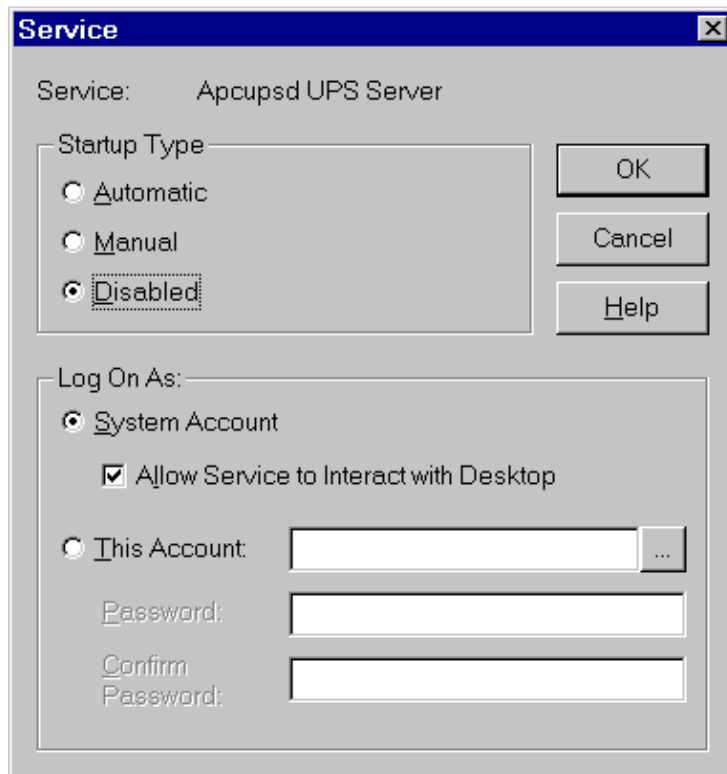 Service
Service: Apcupsd UPS Server
Startup Type
Automatic
Manual
Disabled
OK
Cancel
Help
Log On As:
System Account
Allow Service to Interact with Desktop
This Account:
...
Password:
Confirm
Password: